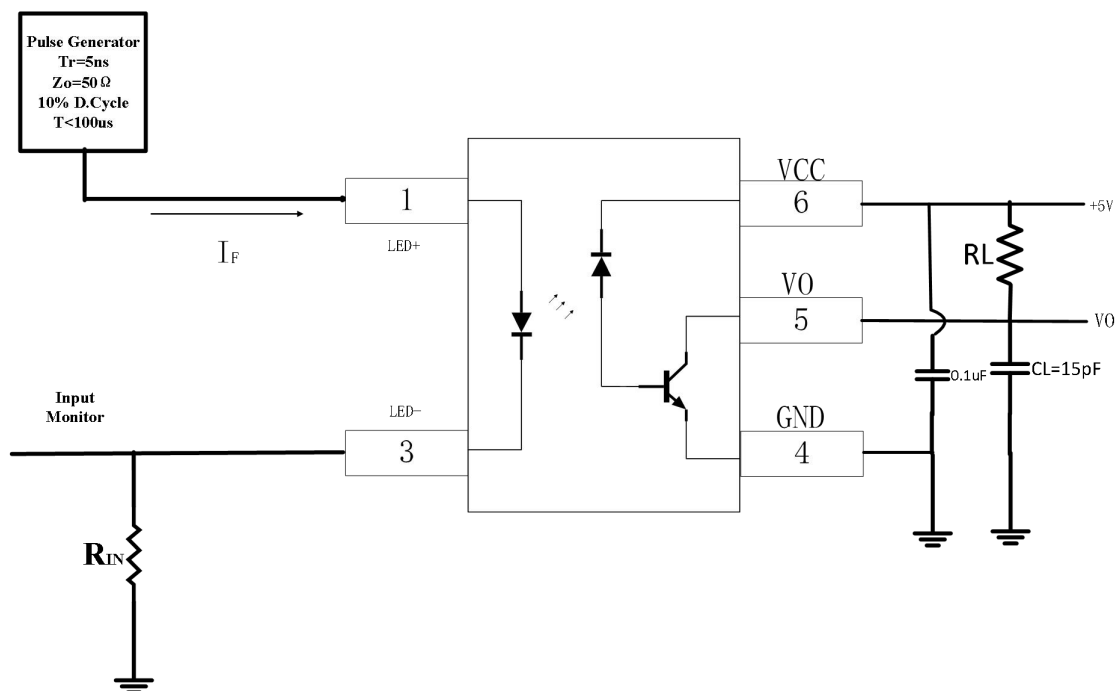 Pulse Generator
Tr=5ns
Zo=50Ω
10% D.Cycle
T<100us
VCC
1
6
+5V
LED+
IF
RL
VO
5
VO
0.1uF
CL=15pF
Input
Monitor
LED-
GND
3
4
RIN